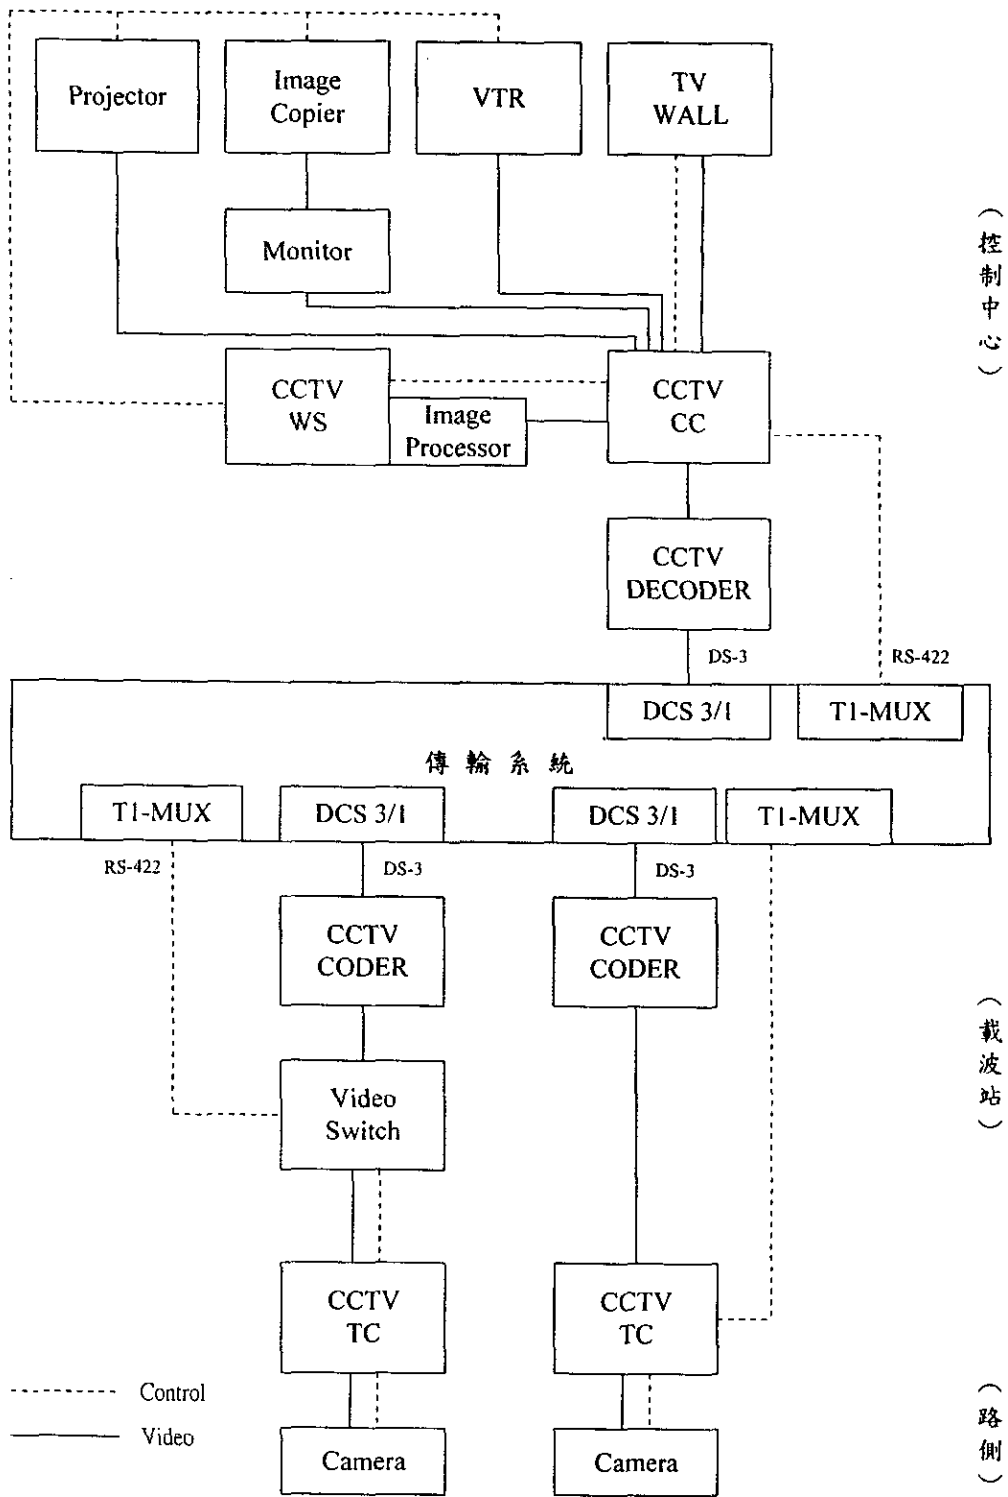 Projector
Image
Copier
VTR
TV
WALL
Monitor
(控制中心)
CCTV
WS
Image
Processor
CCTV
CC
CCTV
DECODER
DS-3
RS-422
DCS 3/1
T1-MUX
傳輸系統
T1-MUX
DCS 3/1
DCS 3/1
T1-MUX
RS-422
DS-3
DS-3
CCTV
CODER
CCTV
CODER
(載波站)
Video
Switch
CCTV
TC
CCTV
TC
Control
Video
Camera
Camera
(路側)